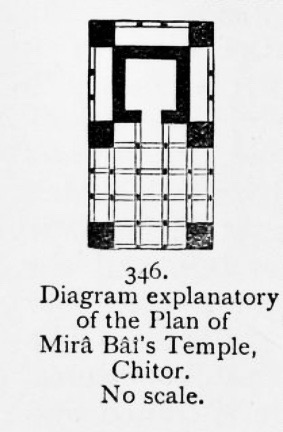 346.
Diagram explanatory
of the Plan of
Mirâ Bâî's Temple,
Chitor.
No scale.